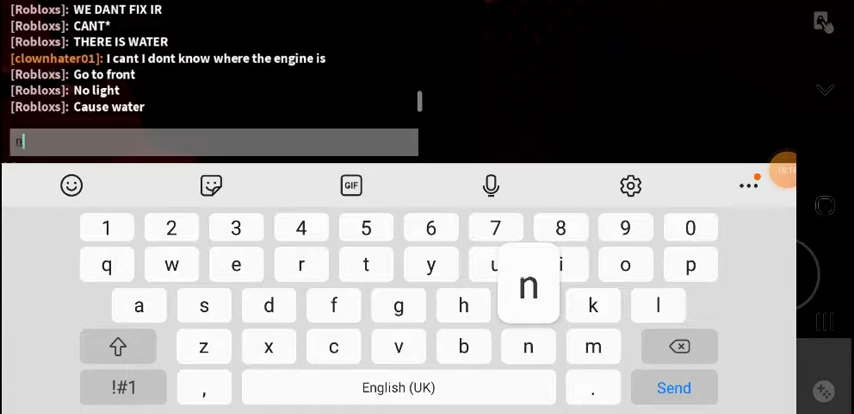 [Robloxs]: WE DANT FIX IR
[Robloxs]: CANT*
[Robloxs]: THERE IS WATER
[clownhater01]: I cant I dont know where the engine is
[Robloxs]: Go to front
[Robloxs]: No light
[Robloxs]: Cause water
n
GIF
1 2 3 4 5 6 7 8 9 0
q w e r t y u i o p
n
a s d f g h k l
z x c v b n m
!#1 , English (UK) . Send